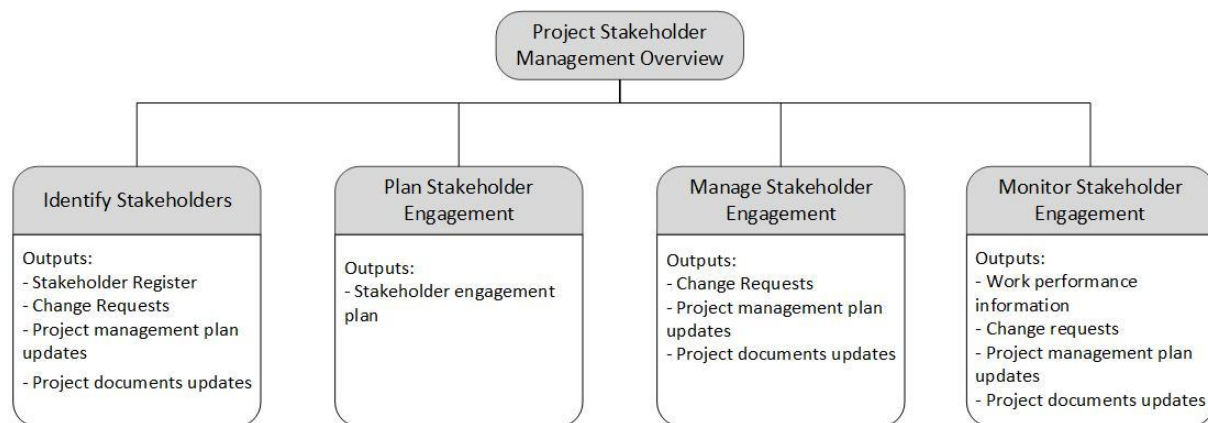 Project Stakeholder
Management Overview
Identify Stakeholders
Outputs:
- Stakeholder Register
- Change Requests
- Project management plan
updates
- Project documents updates
Plan Stakeholder
Engagement
Outputs:
- Stakeholder engagement
plan
Manage Stakeholder
Engagement
Outputs:
- Change Requests
- Project management plan
updates
- Project documents updates
Monitor Stakeholder
Engagement
Outputs:
- Work performance
information
- Change requests
- Project management plan
updates
- Project documents updates